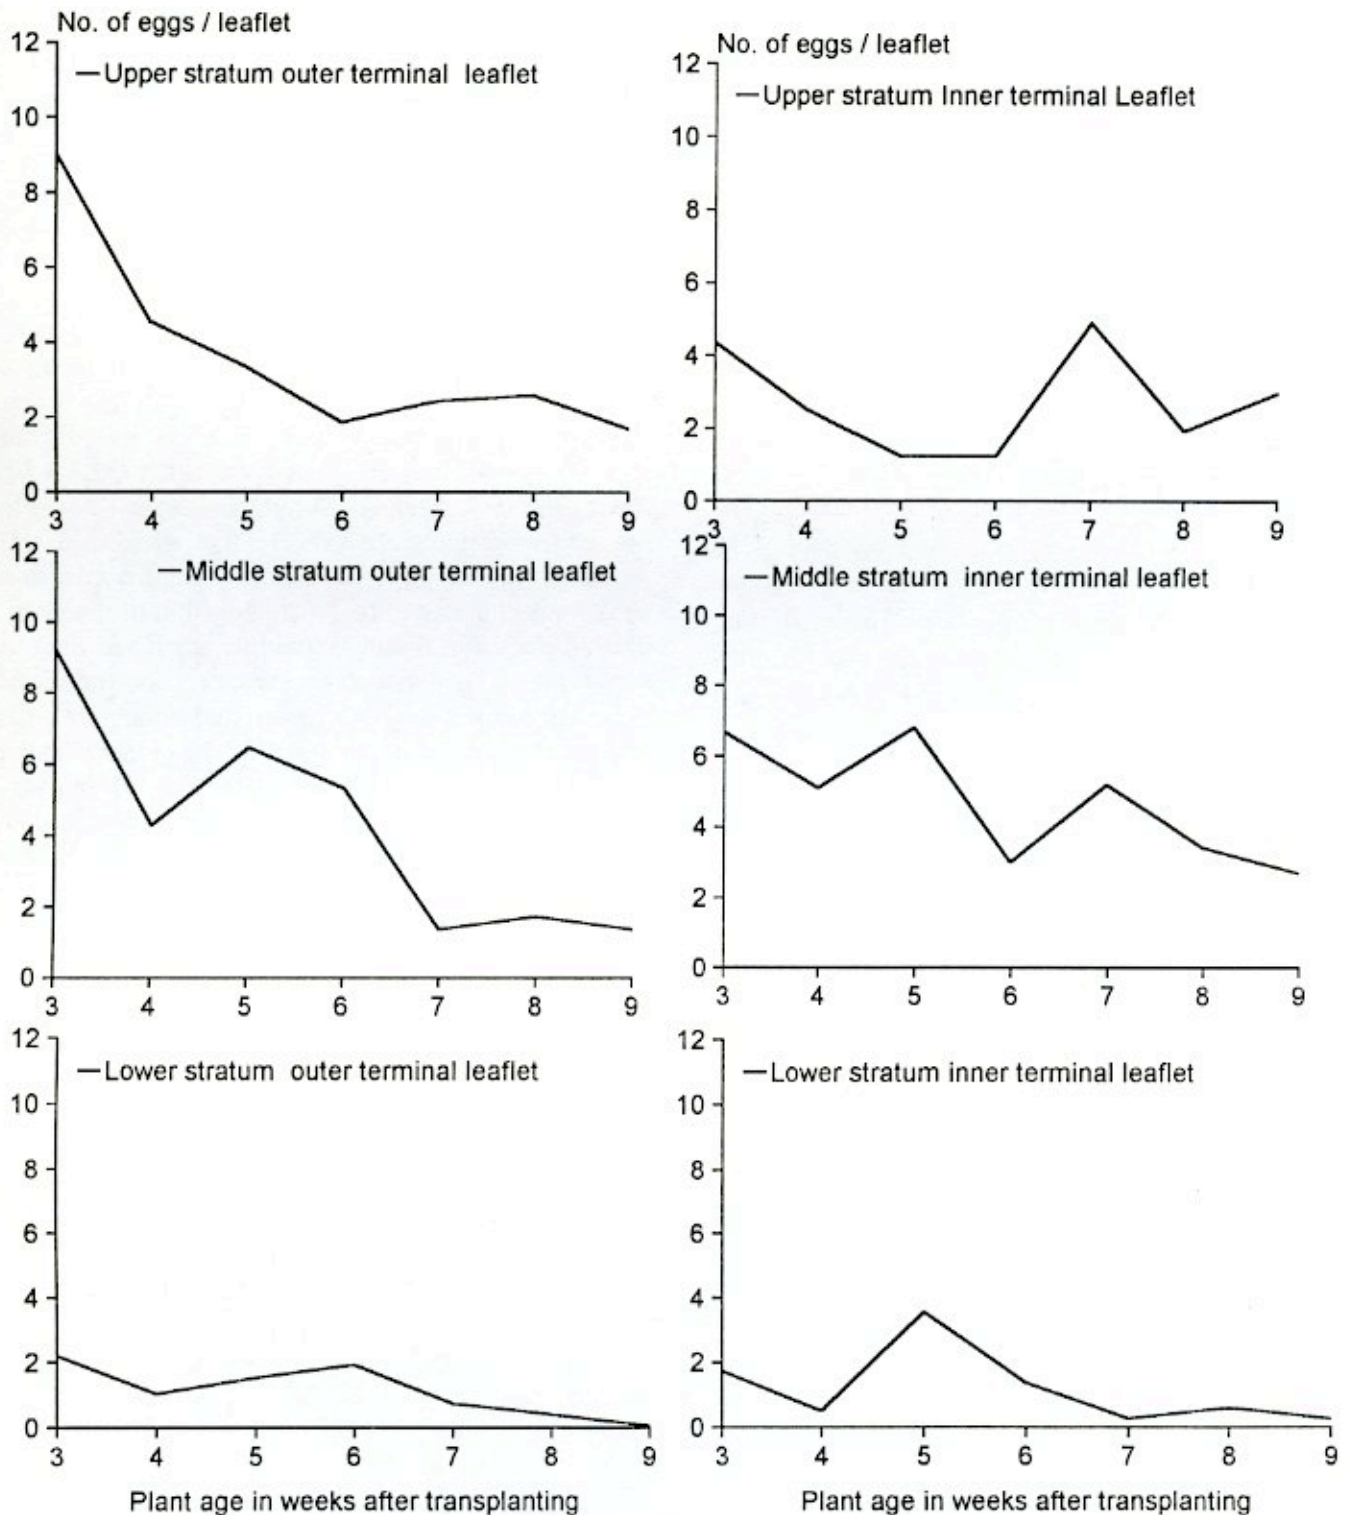 No. of eggs / leaflet
12
10
8
6
4
2
0
—Upper stratum outer terminal leaflet
3 4 5 6 7 8 9
No. of eggs / leaflet
12
10
8
6
4
2
0
—Upper stratum Inner terminal Leaflet
3 4 5 6 7 8 9
12
10
8
6
4
2
0
—Middle stratum outer terminal leaflet
3 4 5 6 7 8 9
12
10
8
6
4
2
0
—Middle stratum inner terminal leaflet
3 4 5 6 7 8 9
12
10
8
6
4
2
0
—Lower stratum outer terminal leaflet
3 4 5 6 7 8 9
Plant age in weeks after transplanting
12
10
8
6
4
2
0
—Lower stratum inner terminal leaflet
3 4 5 6 7 8 9
Plant age in weeks after transplanting